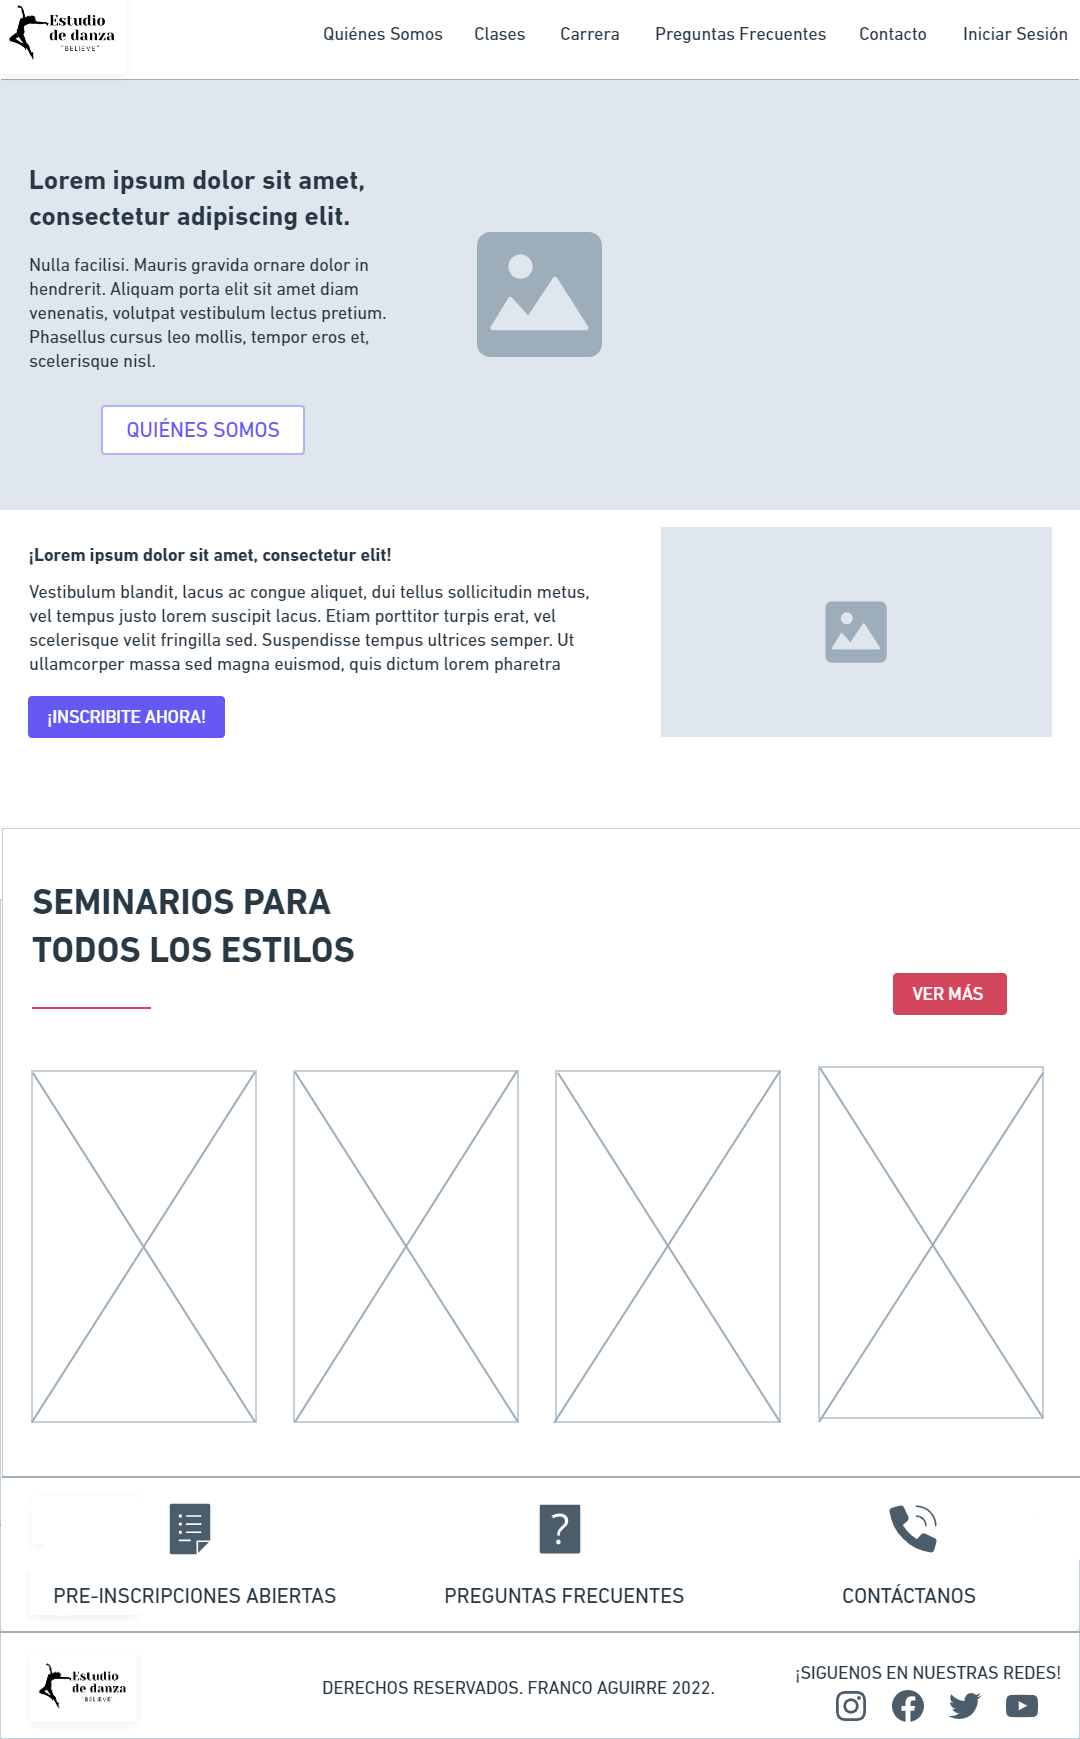 Estudio
de danza
"BELIEVE"
Quiénes Somos
Clases
Carrera
Preguntas Frecuentes
Contacto
Iniciar Sesión
Lorem ipsum dolor sit amet,
consectetur adipiscing elit.
Nulla facilisi. Mauris gravida ornare dolor in
hendrerit. Aliquam porta elit sit amet diam
venenatis, volutpat vestibulum lectus pretium.
Phasellus cursus leo mollis, tempor eros et,
scelerisque nisl.
QUIÉNES SOMOS
¡Lorem ipsum dolor sit amet, consectetur elit!
Vestibulum blandit, lacus ac congue aliquet, dui tellus sollicitudin metus,
vel tempus justo lorem suscipit lacus. Etiam porttitor turpis erat, vel
scelerisque velit fringilla sed. Suspendisse tempus ultrices semper. Ut
ullamcorper massa sed magna euismod, quis dictum lorem pharetra
¡INSCRIBITE AHORA!
SEMINARIOS PARA
TODOS LOS ESTILOS
VER MÁS
PRE-INSCRIPCIONES ABIERTAS
PREGUNTAS FRECUENTES
CONTÁCTANOS
Estudio
de danza
"BELIEVE"
DERECHOS RESERVADOS. FRANCO AGUIRRE 2022.
¡SIGUENOS EN NUESTRAS REDES!